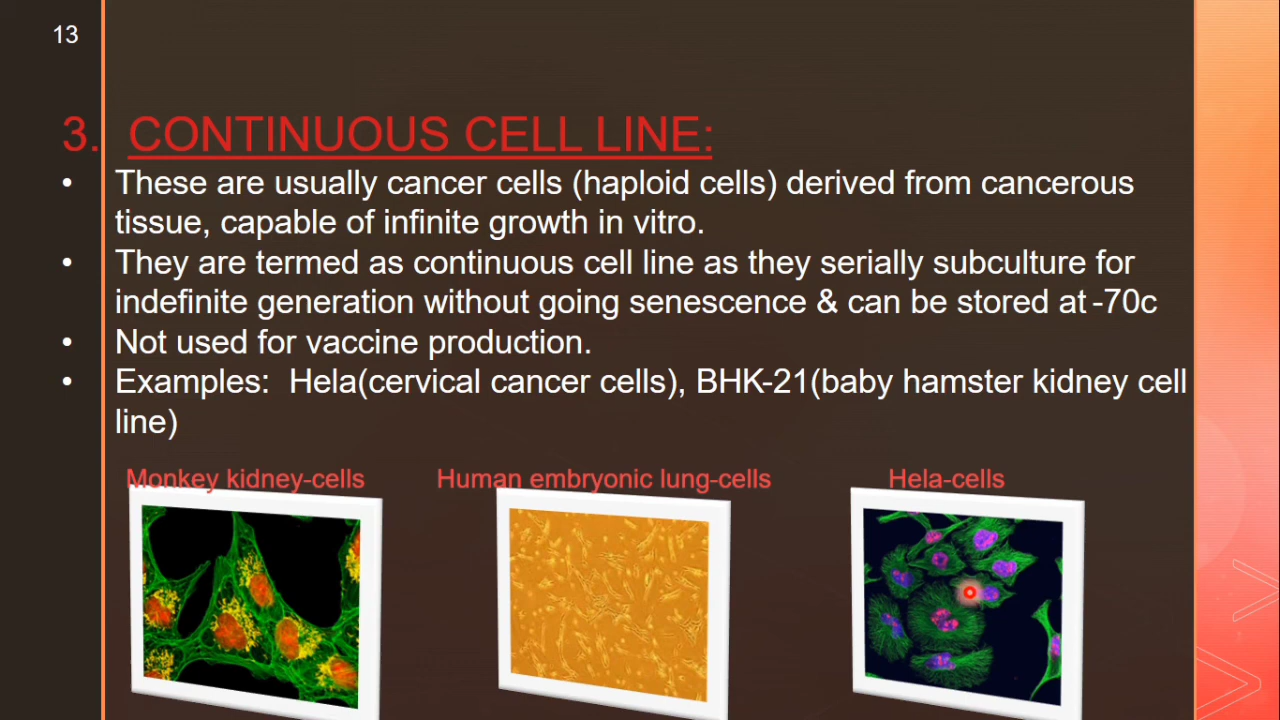 13
3. CONTINUOUS CELL LINE:
• These are usually cancer cells (haploid cells) derived from cancerous
tissue, capable of infinite growth in vitro.
• They are termed as continuous cell line as they serially subculture for
indefinite generation without going senescence & can be stored at -70c
• Not used for vaccine production.
• Examples: Hela(cervical cancer cells), BHK-21(baby hamster kidney cell
line)
Monkey kidney-cells Human embryonic lung-cells Hela-cells